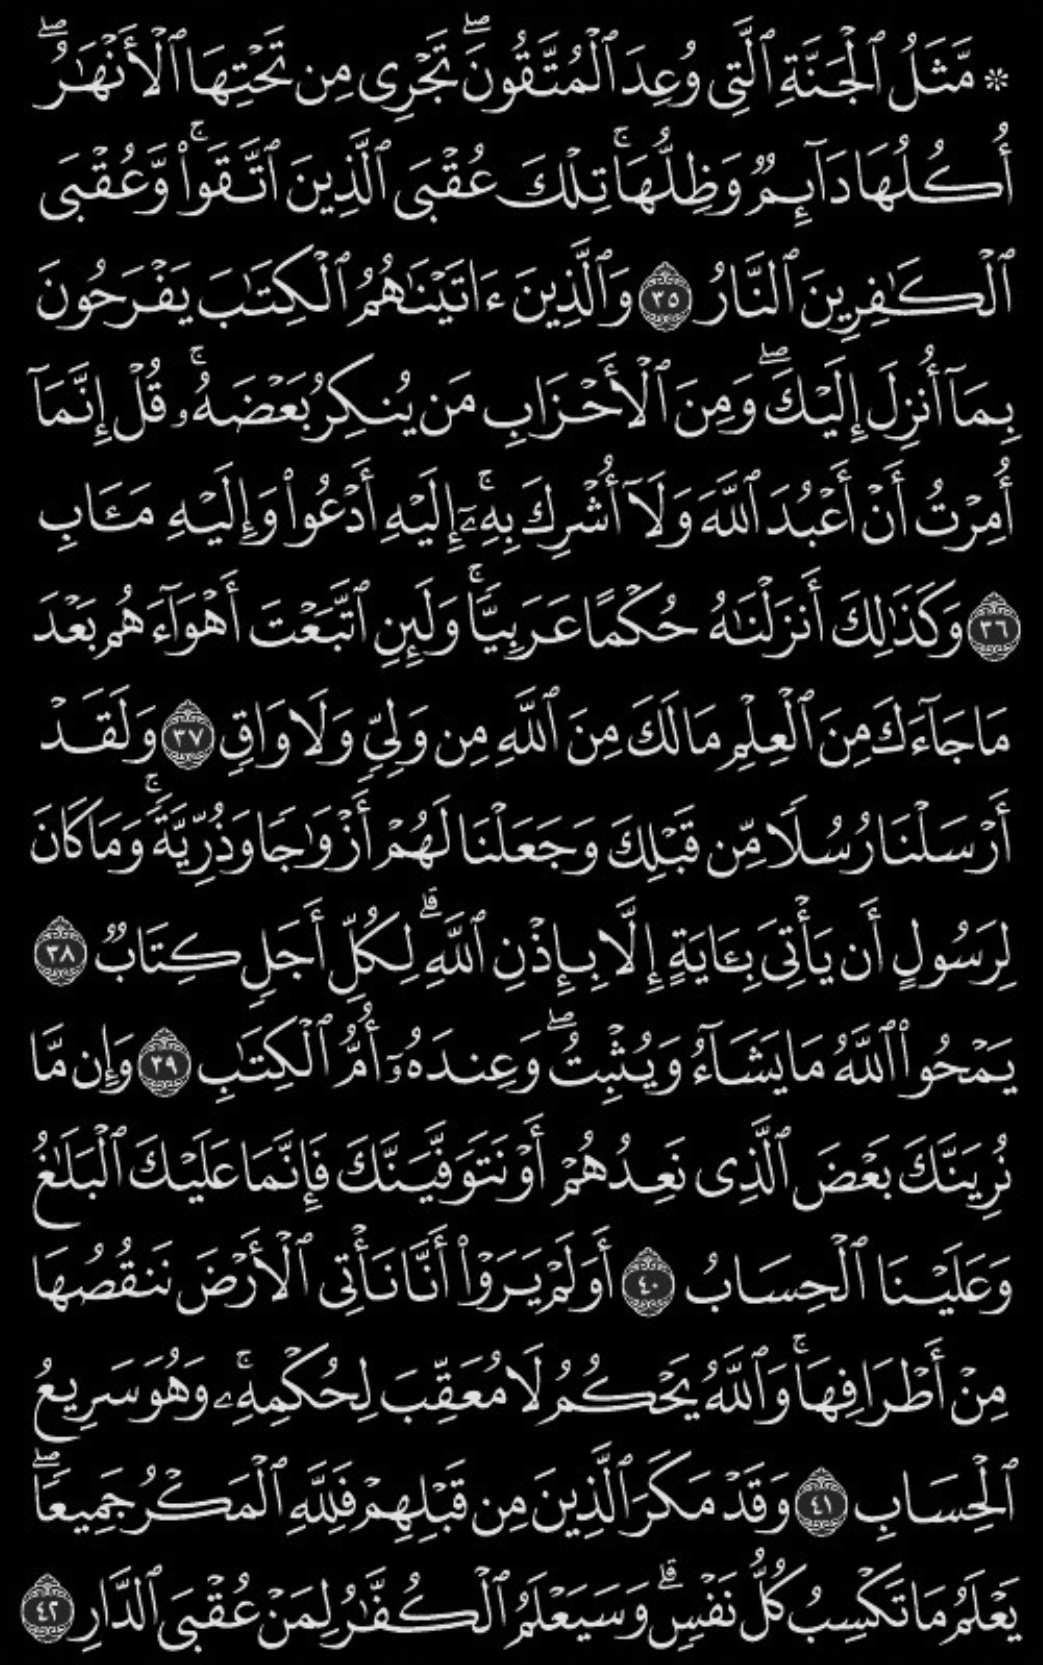 ۞ مَّثَلُ ٱلْجَنَّةِ ٱلَّتِى وُعِدَ ٱلْمُتَّقُونَۖ تَجْرِى مِن تَحْتِهَا ٱلْأَنْهَٰرُۖ
أُكُلُهَا دَآئِمٌ وَظِلُّهَاۚ تِلْكَ عُقْبَى ٱلَّذِينَ ٱتَّقَوا۟ۚ وَّعُقْبَى
ٱلْكَٰفِرِينَ ٱلنَّارُ ٣٥ وَٱلَّذِينَ ءَاتَيْنَٰهُمُ ٱلْكِتَٰبَ يَفْرَحُونَ
بِمَآ أُنزِلَ إِلَيْكَۖ وَمِنَ ٱلْأَحْزَابِ مَن يُنكِرُ بَعْضَهُۥۚ قُلْ إِنَّمَآ
أُمِرْتُ أَنْ أَعْبُدَ ٱللَّهَ وَلَآ أُشْرِكَ بِهِۦٓۚ إِلَيْهِ أَدْعُوا۟ وَإِلَيْهِ مَـَٔابِ
٣٦ وَكَذَٰلِكَ أَنزَلْنَٰهُ حُكْمًا عَرَبِيًّاۚ وَلَئِنِ ٱتَّبَعْتَ أَهْوَآءَهُم بَعْدَ
مَا جَآءَكَ مِنَ ٱلْعِلْمِ مَا لَكَ مِنَ ٱللَّهِ مِن وَلِىٍّ وَلَا وَاقٍ ٣٧ وَلَقَدْ
أَرْسَلْنَا رُسُلًا مِّن قَبْلِكَ وَجَعَلْنَا لَهُمْ أَزْوَٰجًا وَذُرِّيَّةًۚ وَمَا كَانَ
لِرَسُولٍ أَن يَأْتِىَ بِـَٔايَةٍ إِلَّا بِإِذْنِ ٱللَّهِۗ لِكُلِّ أَجَلٍ كِتَابٌ ٣٨
يَمْحُوا۟ ٱللَّهُ مَا يَشَآءُ وَيُثْبِتُۖ وَعِندَهُۥٓ أُمُّ ٱلْكِتَٰبِ ٣٩ وَإِن مَّا
نُرِيَنَّكَ بَعْضَ ٱلَّذِى نَعِدُهُمْ أَوْ نَتَوَفَّيَنَّكَ فَإِنَّمَا عَلَيْكَ ٱلْبَلَٰغُ
وَعَلَيْنَا ٱلْحِسَابُ ٤٠ أَوَلَمْ يَرَوْا۟ أَنَّا نَأْتِى ٱلْأَرْضَ نَنقُصُهَا
مِنْ أَطْرَافِهَاۚ وَٱللَّهُ يَحْكُمُ لَا مُعَقِّبَ لِحُكْمِهِۦۚ وَهُوَ سَرِيعُ
ٱلْحِسَابِ ٤١ وَقَدْ مَكَرَ ٱلَّذِينَ مِن قَبْلِهِمْ فَلِلَّهِ ٱلْمَكْرُ جَمِيعًاۖ
يَعْلَمُ مَا تَكْسِبُ كُلُّ نَفْسٍۗ وَسَيَعْلَمُ ٱلْكُفَّٰرُ لِمَنْ عُقْبَى ٱلدَّارِ ٤٢